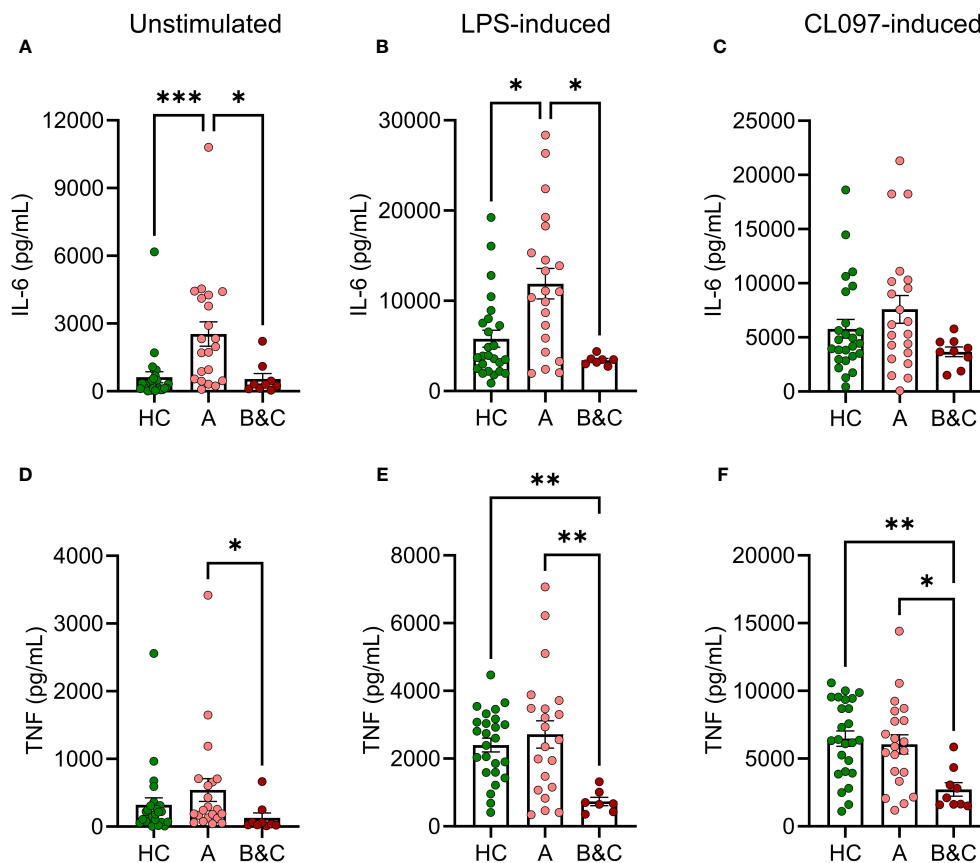 Unstimulated LPS-induced CL097-induced
A B C
*** * * *
12000 30000 25000
9000 20000
6000 20000 15000
3000 10000 10000
5000
0 0 0
IL-6 (pg/mL) IL-6 (pg/mL) IL-6 (pg/mL)
HC A B&C HC A B&C HC A B&C
D E F
* ** ** ** *
4000 8000 20000
3000 6000 15000
2000 4000 10000
1000 2000 5000
0 0 0
TNF (pg/mL) TNF (pg/mL) TNF (pg/mL)
HC A B&C HC A B&C HC A B&C